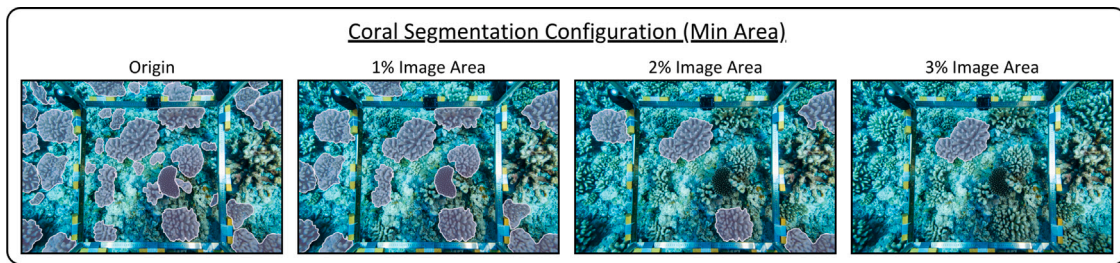 Coral Segmentation Configuration (Min Area)
Origin
1% Image Area
2% Image Area
3% Image Area